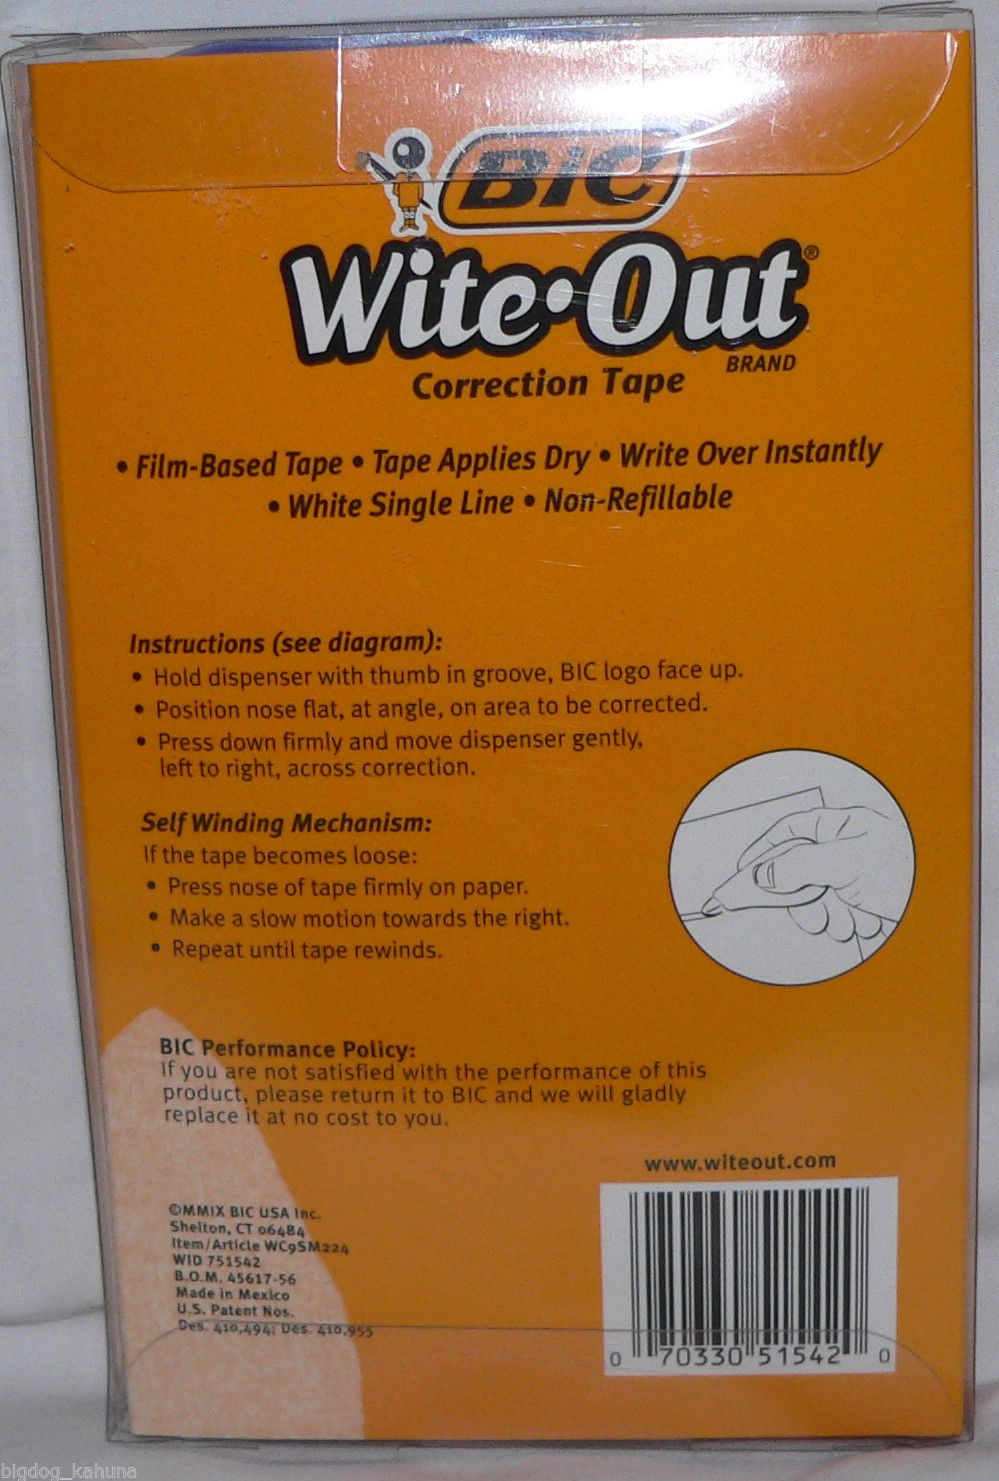 BIC
Wite•Out®
BRAND
Correction Tape
• Film-Based Tape • Tape Applies Dry • Write Over Instantly
• White Single Line • Non-Refillable
Instructions (see diagram):
• Hold dispenser with thumb in groove, BIC logo face up.
• Position nose flat, at angle, on area to be corrected.
• Press down firmly and move dispenser gently,
left to right, across correction.
Self Winding Mechanism:
If the tape becomes loose:
• Press nose of tape firmly on paper.
• Make a slow motion towards the right.
• Repeat until tape rewinds.
BIC Performance Policy:
If you are not satisfied with the performance of this
product, please return it to BIC and we will gladly
replace it at no cost to you.
www.witeout.com
©MMIX BIC USA Inc.
Shelton, CT 06484
Item/Article WC9SM224
WID 751542
B.O.M. 45617-56
Made in Mexico
U.S. Patent Nos.
Des. 410,494; Des. 410,955
0 70330 51542 0
bigdog_kahuna